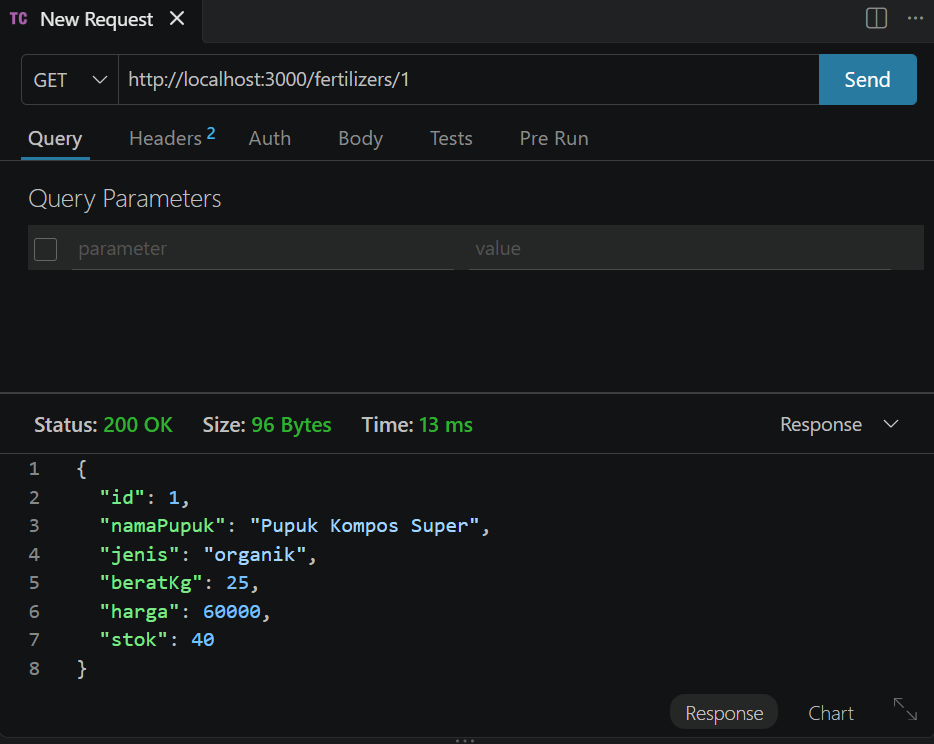 TC New Request
GET http://localhost:3000/fertilizers/1 Send
Query Headers 2 Auth Body Tests Pre Run
Query Parameters
parameter value
Status: 200 OK Size: 96 Bytes Time: 13 ms Response
1 {
2 "id": 1,
3 "namaPupuk": "Pupuk Kompos Super",
4 "jenis": "organik",
5 "beratKg": 25,
6 "harga": 60000,
7 "stok": 40
8 }
Response Chart